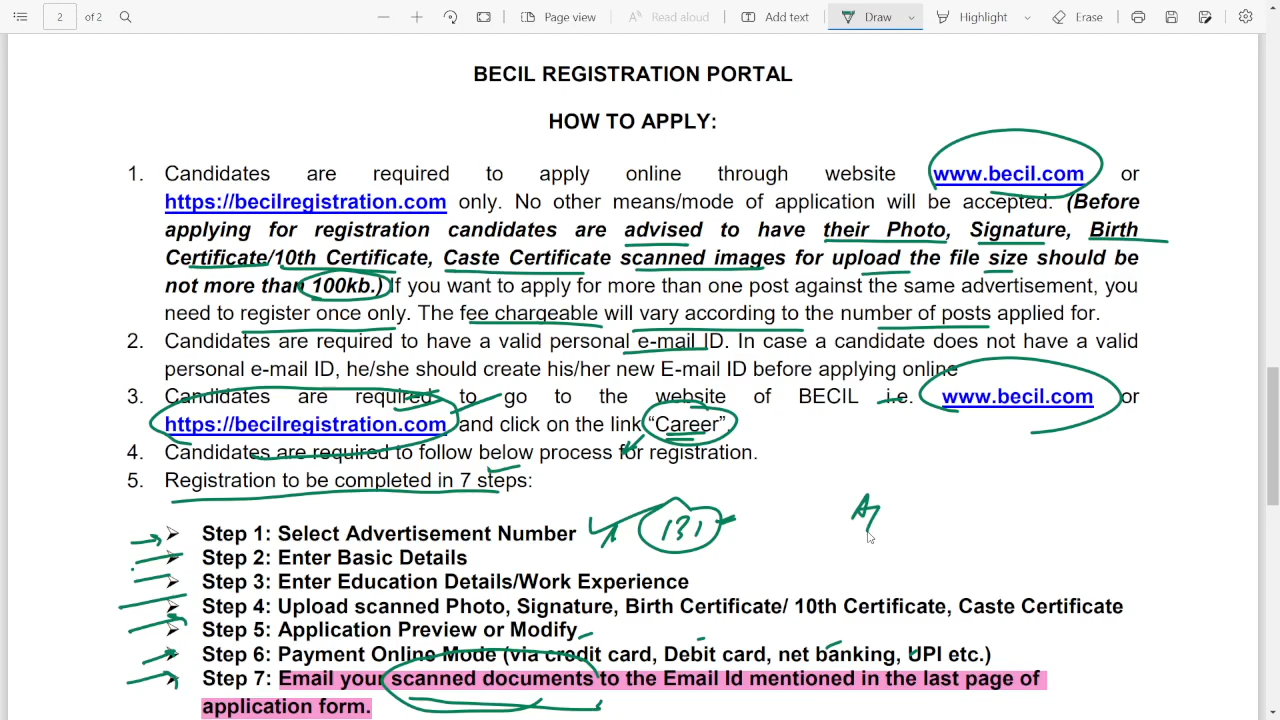 2 of 2 Page view Read aloud Add text Draw Highlight Erase
BECIL REGISTRATION PORTAL
HOW TO APPLY:
1. Candidates are required to apply online through website www.becil.com or
https://becilregistration.com only. No other means/mode of application will be accepted. (Before
applying for registration candidates are advised to have their Photo, Signature, Birth
Certificate/10th Certificate, Caste Certificate scanned images for upload the file size should be
not more than 100kb.) If you want to apply for more than one post against the same advertisement, you
need to register once only. The fee chargeable will vary according to the number of posts applied for.
2. Candidates are required to have a valid personal e-mail ID. In case a candidate does not have a valid
personal e-mail ID, he/she should create his/her new E-mail ID before applying online
3. Candidates are required to go to the website of BECIL i.e. www.becil.com or
https://becilregistration.com and click on the link “Career”.
4. Candidates are required to follow below process for registration.
5. Registration to be completed in 7 steps:
Step 1: Select Advertisement Number 131
Step 2: Enter Basic Details
Step 3: Enter Education Details/Work Experience
Step 4: Upload scanned Photo, Signature, Birth Certificate/ 10th Certificate, Caste Certificate
Step 5: Application Preview or Modify
Step 6: Payment Online Mode (via credit card, Debit card, net banking, UPI etc.)
Step 7: Email your scanned documents to the Email Id mentioned in the last page of
application form.